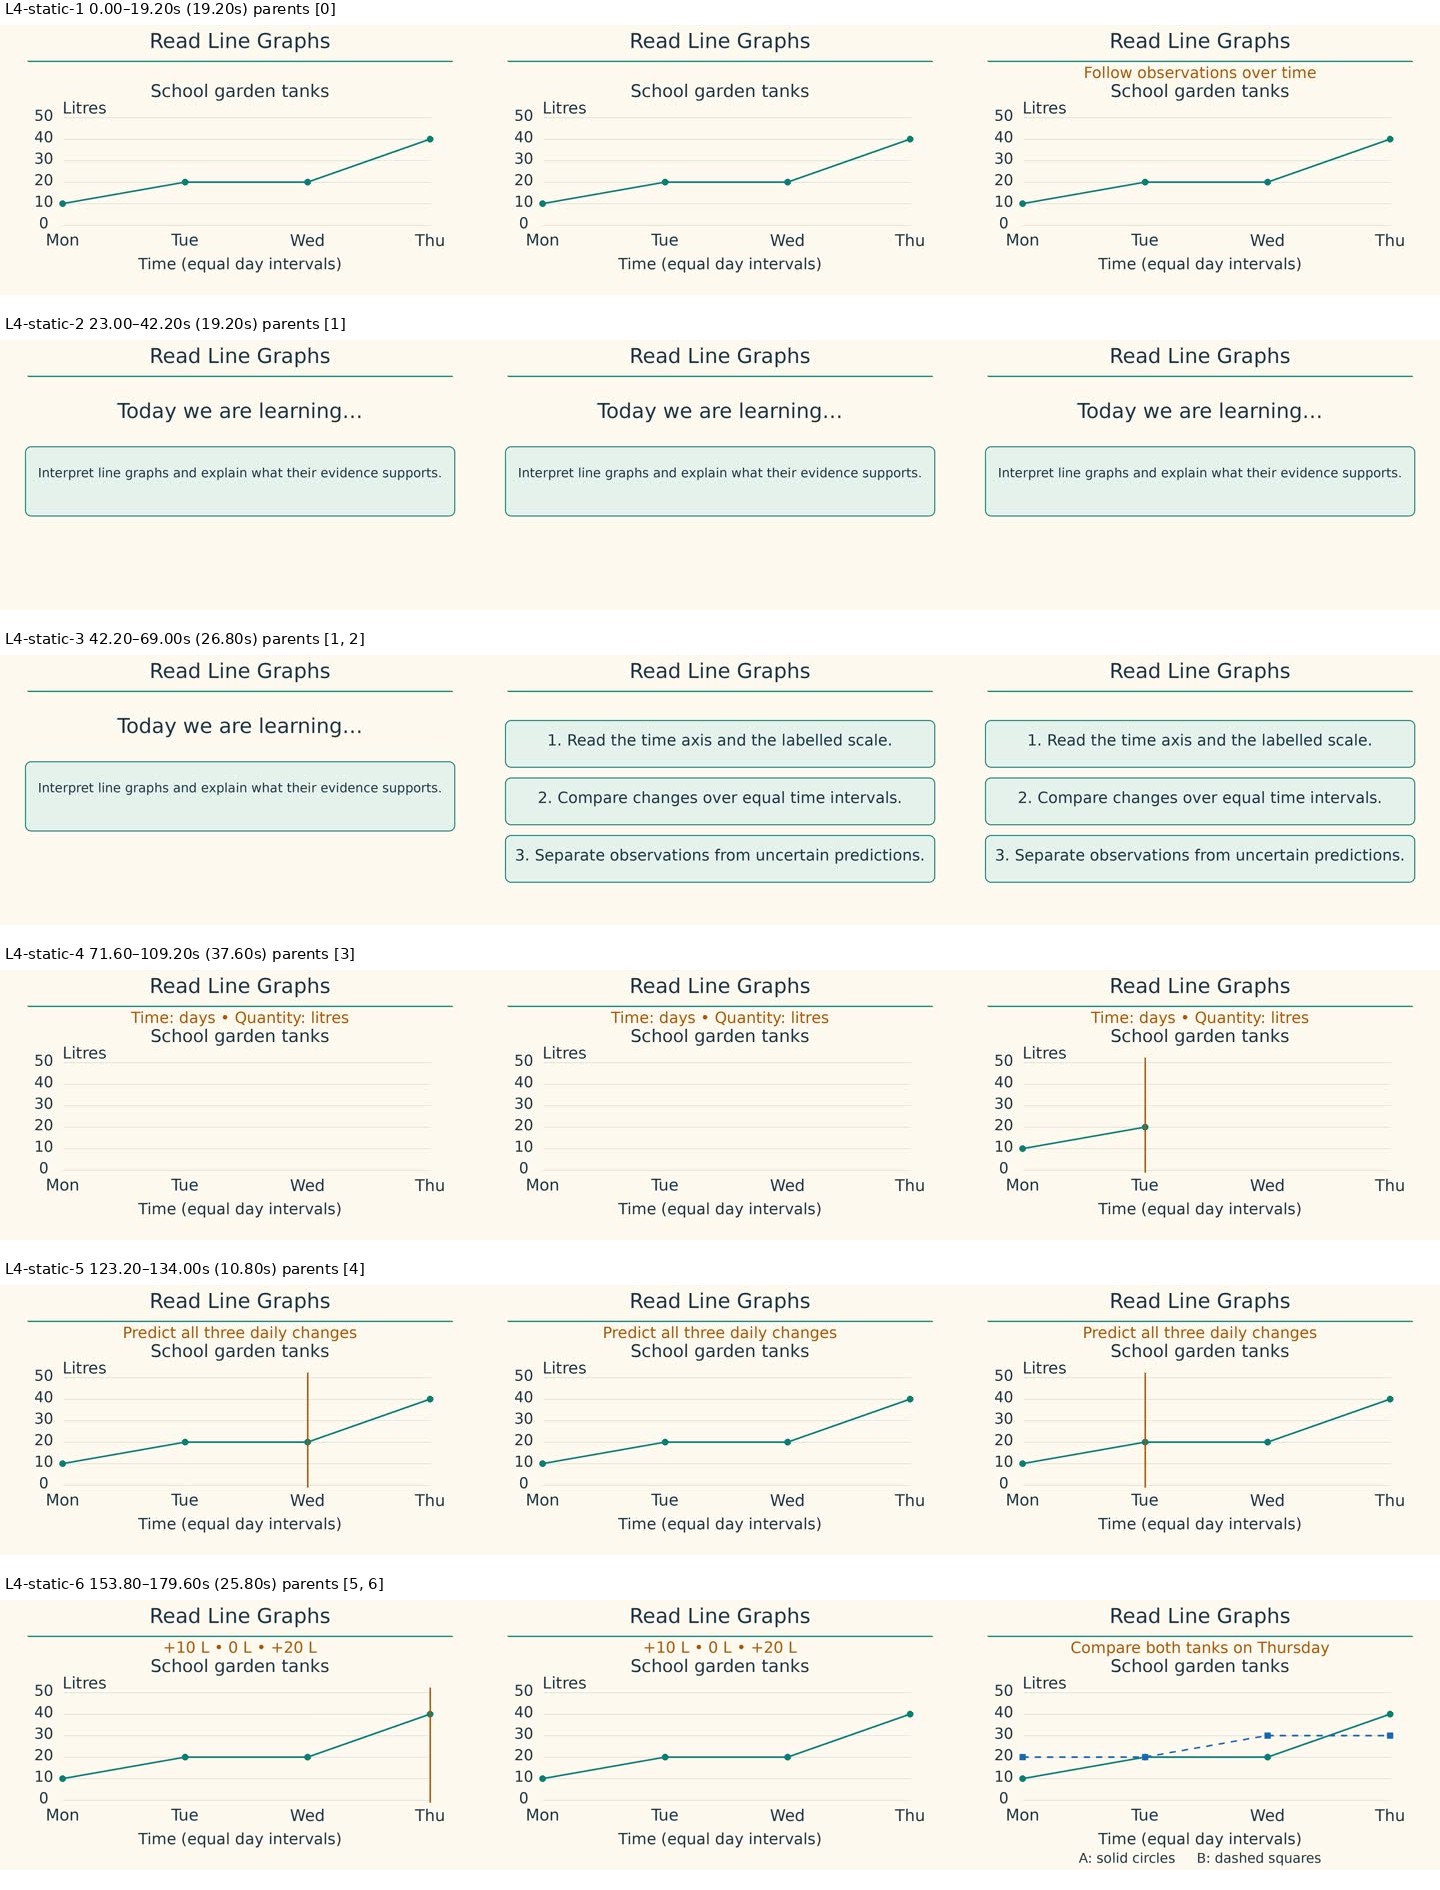 L4-static-1 0.00–19.20s (19.20s) parents [0]
Read Line Graphs Read Line Graphs Read Line Graphs
Follow observations over time
School garden tanks School garden tanks School garden tanks
Litres Litres Litres
50 50 50
40 40 40
30 30 30
20 20 20
10 10 10
0 0 0
Mon Tue Wed Thu Mon Tue Wed Thu Mon Tue Wed Thu
Time (equal day intervals) Time (equal day intervals) Time (equal day intervals)
L4-static-2 23.00–42.20s (19.20s) parents [1]
Read Line Graphs Read Line Graphs Read Line Graphs
Today we are learning… Today we are learning… Today we are learning…
Interpret line graphs and explain what their evidence supports. Interpret line graphs and explain what their evidence supports. Interpret line graphs and explain what their evidence supports.
L4-static-3 42.20–69.00s (26.80s) parents [1, 2]
Read Line Graphs Read Line Graphs Read Line Graphs
Today we are learning…
Interpret line graphs and explain what their evidence supports.
1. Read the time axis and the labelled scale. 1. Read the time axis and the labelled scale.
2. Compare changes over equal time intervals. 2. Compare changes over equal time intervals.
3. Separate observations from uncertain predictions. 3. Separate observations from uncertain predictions.
L4-static-4 71.60–109.20s (37.60s) parents [3]
Read Line Graphs Read Line Graphs Read Line Graphs
Time: days • Quantity: litres Time: days • Quantity: litres Time: days • Quantity: litres
School garden tanks School garden tanks School garden tanks
Litres Litres Litres
50 50 50
40 40 40
30 30 30
20 20 20
10 10 10
0 0 0
Mon Tue Wed Thu Mon Tue Wed Thu Mon Tue Wed Thu
Time (equal day intervals) Time (equal day intervals) Time (equal day intervals)
L4-static-5 123.20–134.00s (10.80s) parents [4]
Read Line Graphs Read Line Graphs Read Line Graphs
Predict all three daily changes Predict all three daily changes Predict all three daily changes
School garden tanks School garden tanks School garden tanks
Litres Litres Litres
50 50 50
40 40 40
30 30 30
20 20 20
10 10 10
0 0 0
Mon Tue Wed Thu Mon Tue Wed Thu Mon Tue Wed Thu
Time (equal day intervals) Time (equal day intervals) Time (equal day intervals)
L4-static-6 153.80–179.60s (25.80s) parents [5, 6]
Read Line Graphs Read Line Graphs Read Line Graphs
+10 L • 0 L • +20 L +10 L • 0 L • +20 L Compare both tanks on Thursday
School garden tanks School garden tanks School garden tanks
Litres Litres Litres
50 50 50
40 40 40
30 30 30
20 20 20
10 10 10
0 0 0
Mon Tue Wed Thu Mon Tue Wed Thu Mon Tue Wed Thu
Time (equal day intervals) Time (equal day intervals) Time (equal day intervals)
A: solid circles B: dashed squares